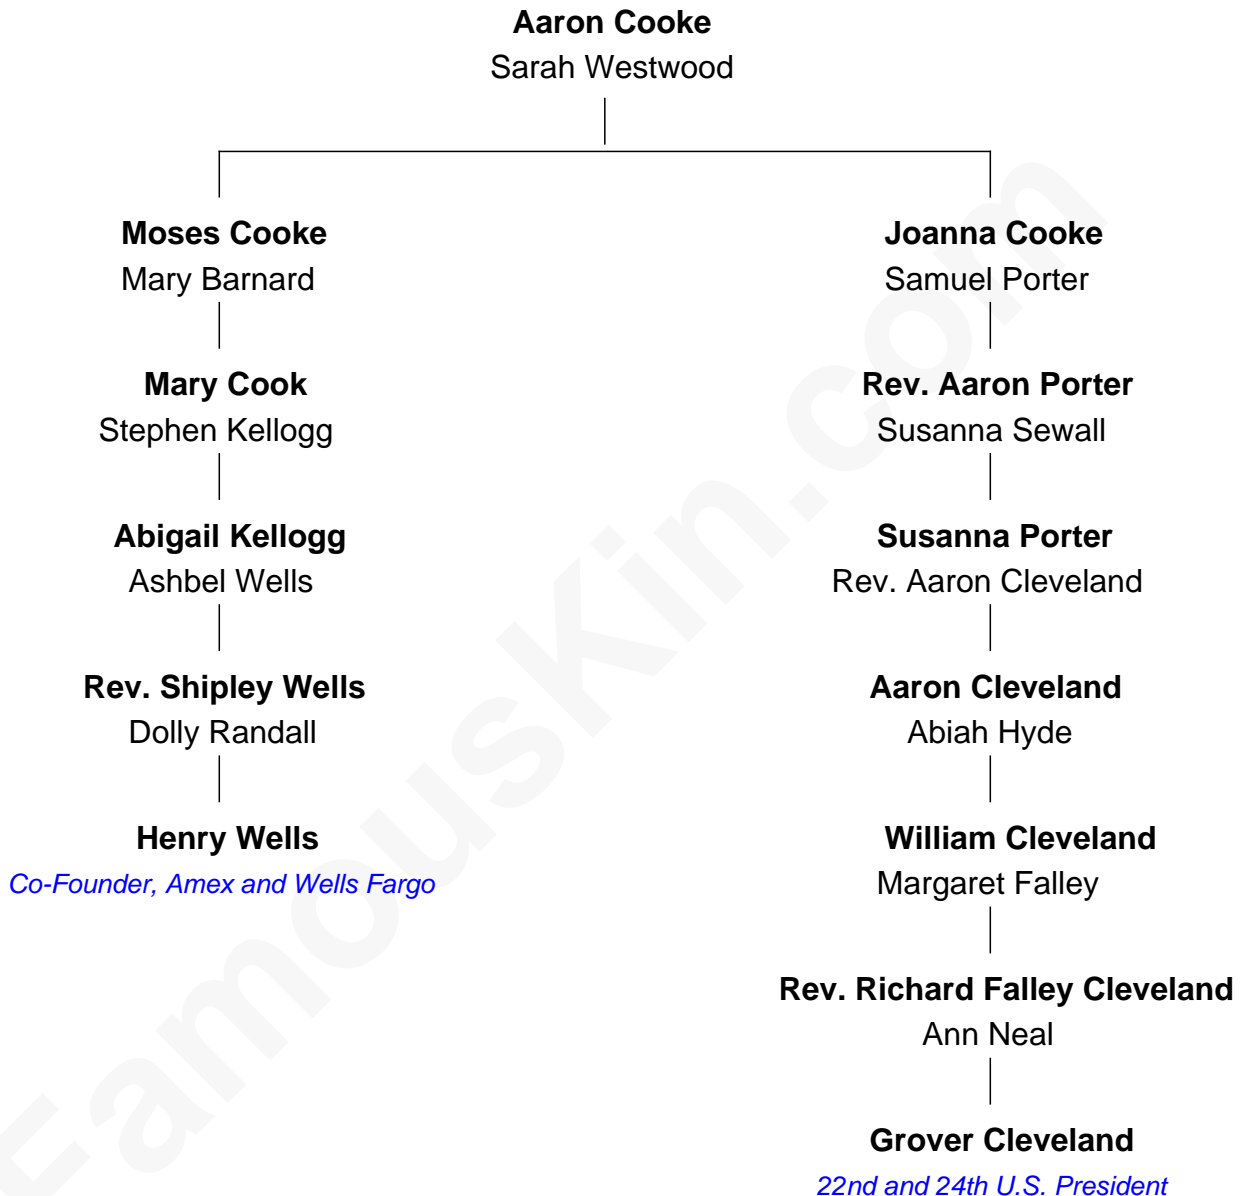 Aaron Cooke
Sarah Westwood
Moses Cooke
Mary Barnard
Joanna Cooke
Samuel Porter
Mary Cook
Stephen Kellogg
Rev. Aaron Porter
Susanna Sewall
Abigail Kellogg
Ashbel Wells
Susanna Porter
Rev. Aaron Cleveland
Rev. Shipley Wells
Dolly Randall
Aaron Cleveland
Abiah Hyde
Henry Wells
Co-Founder, Amex and Wells Fargo
William Cleveland
Margaret Falley
Rev. Richard Falley Cleveland
Ann Neal
Grover Cleveland
22nd and 24th U.S. President
FamousKin.com